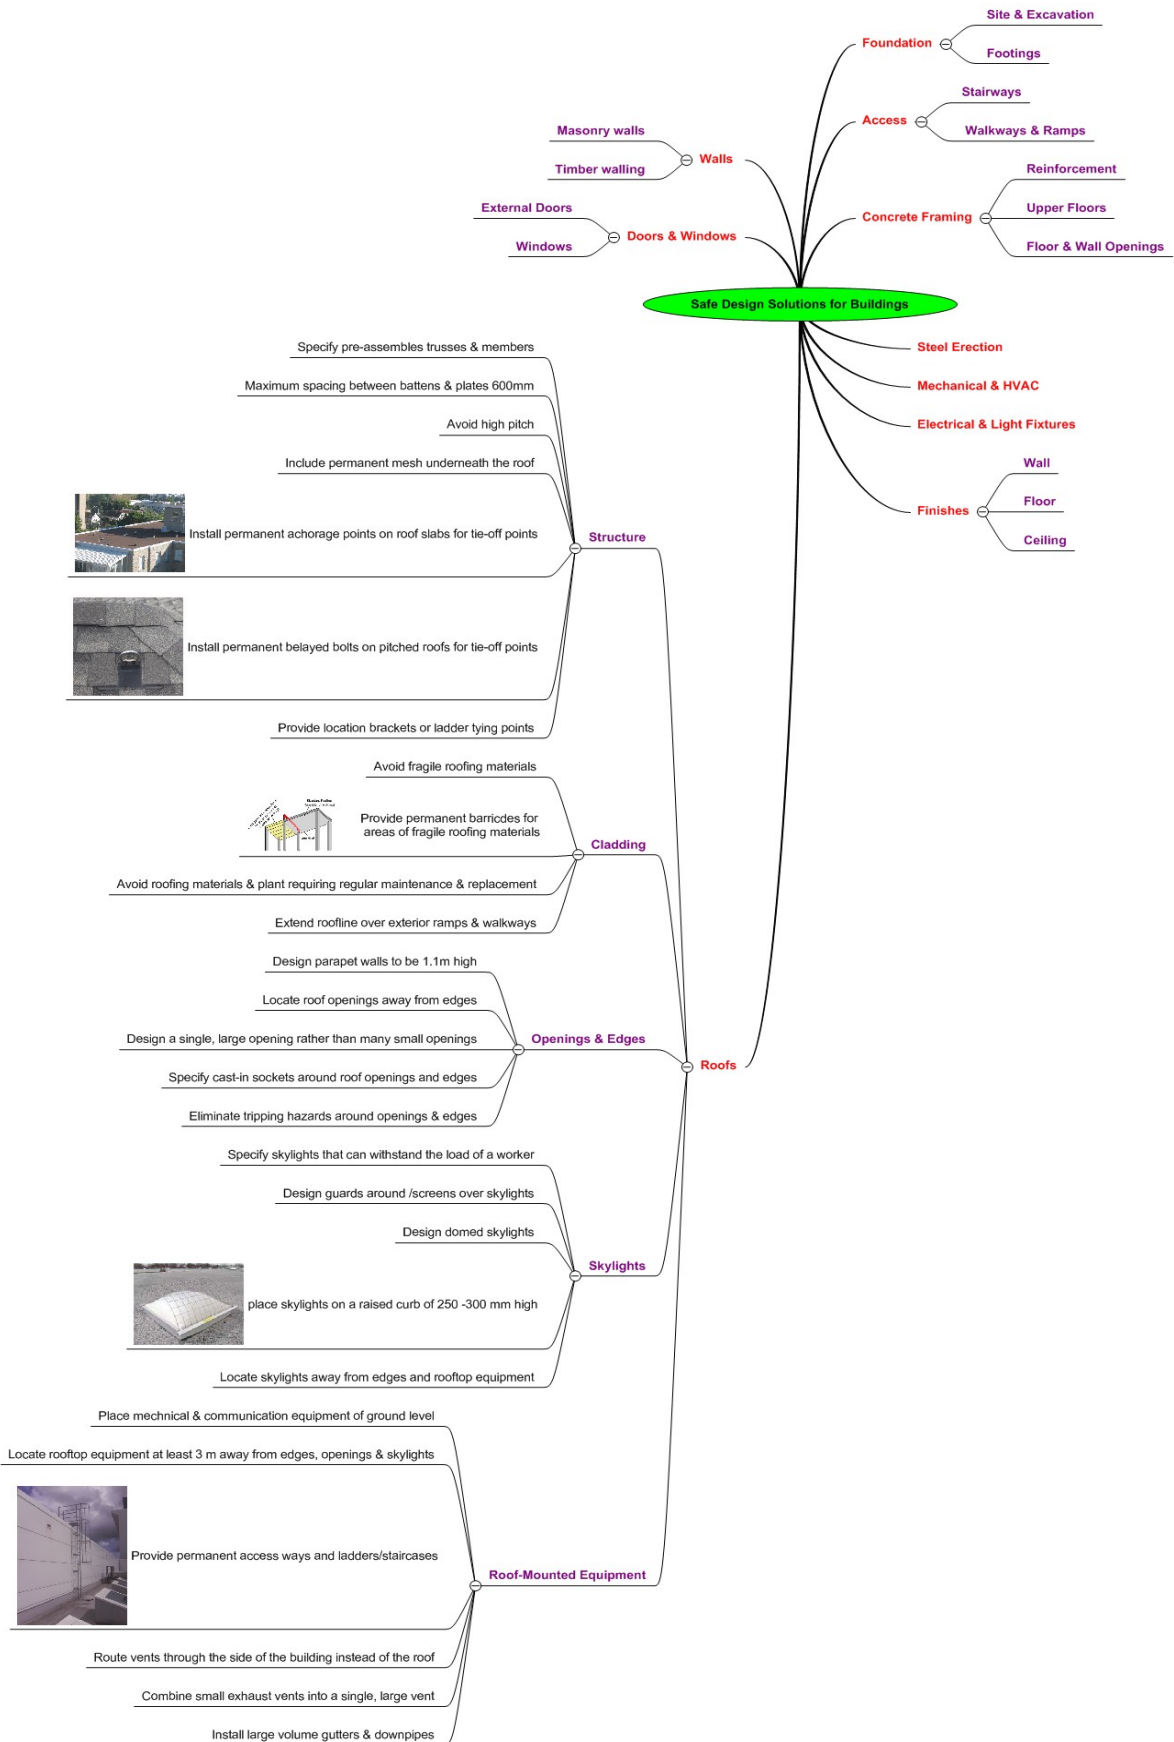 Site & Excavation
Foundation
Footings
Stairways
Access
Walkways & Ramps
Masonry walls
Walls
Timber walling
Reinforcement
External Doors
Upper Floors
Concrete Framing
Doors & Windows
Windows
Floor & Wall Openings
Safe Design Solutions for Buildings
Steel Erection
Mechanical & HVAC
Electrical & Light Fixtures
Wall
Floor
Finishes
Ceiling
Specify pre-assembles trusses & members
Maximum spacing between battens & plates 600mm
Avoid high pitch
Include permanent mesh underneath the roof
Install permanent achorage points on roof slabs for tie-off points
Structure
Install permanent belayed bolts on pitched roofs for tie-off points
Provide location brackets or ladder tying points
Avoid fragile roofing materials
Provide permanent barricdes for
areas of fragile roofing materials
Cladding
Avoid roofing materials & plant requiring regular maintenance & replacement
Extend roofline over exterior ramps & walkways
Design parapet walls to be 1.1m high
Locate roof openings away from edges
Design a single, large opening rather than many small openings
Openings & Edges
Specify cast-in sockets around roof openings and edges
Roofs
Eliminate tripping hazards around openings & edges
Specify skylights that can withstand the load of a worker
Design guards around /screens over skylights
Design domed skylights
Skylights
place skylights on a raised curb of 250 -300 mm high
Locate skylights away from edges and rooftop equipment
Place mechnical & communication equipment of ground level
Locate rooftop equipment at least 3 m away from edges, openings & skylights
Provide permanent access ways and ladders/staircases
Roof-Mounted Equipment
Route vents through the side of the building instead of the roof
Combine small exhaust vents into a single, large vent
Install large volume gutters & downpipes